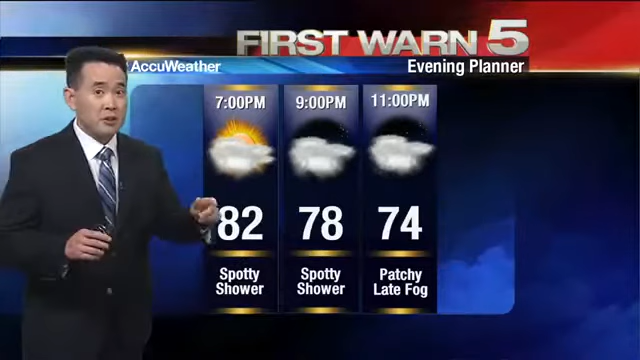 FIRST WARN 5
AccuWeather
Evening Planner
7:00PM
9:00PM
11:00PM
82
78
74
Spotty
Shower
Spotty
Shower
Patchy
Late Fog